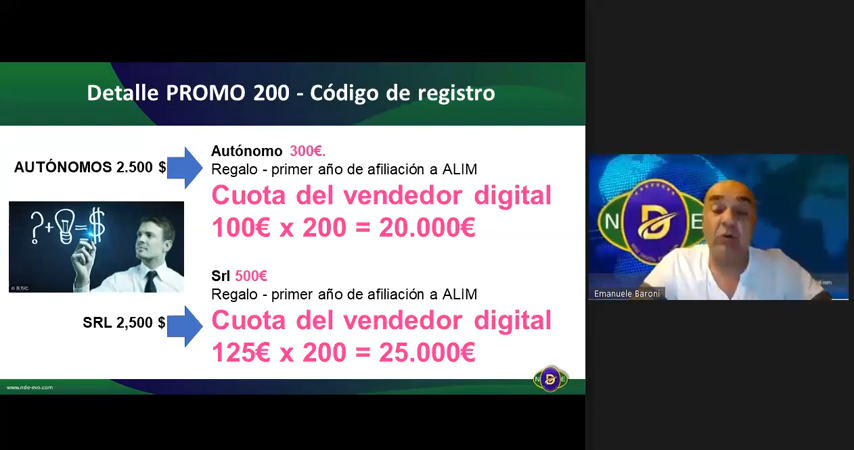 Detalle PROMO 200 - Código de registro
AUTÓNOMOS 2.500 $
Autónomo 300€.
Regalo - primer año de afiliación a ALIM
Cuota del vendedor digital
100€ x 200 = 20.000€
?+ =$
Srl 500€
Regalo - primer año de afiliación a ALIM
SRL 2,500 $
Cuota del vendedor digital
125€ x 200 = 25.000€
www.nde-evo.com
N D E
N D E
Emanuele Baroni